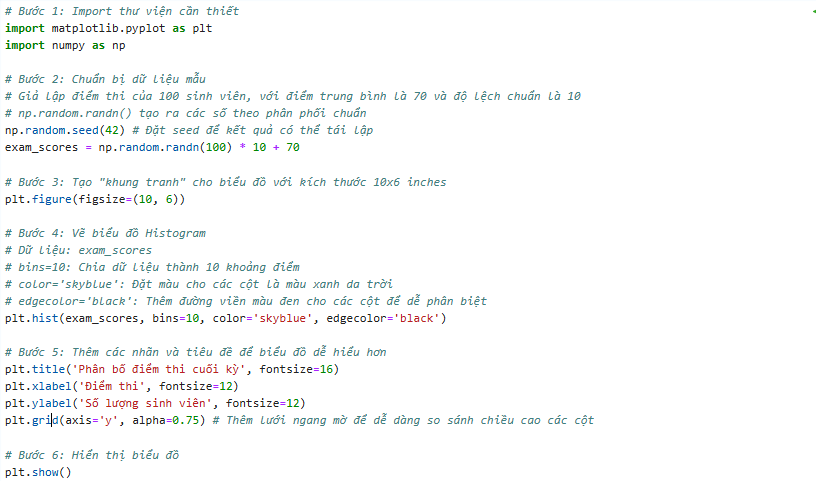 # Bước 1: Import thư viện cần thiết
import matplotlib.pyplot as plt
import numpy as np
# Bước 2: Chuẩn bị dữ liệu mẫu
# Giả lập điểm thi của 100 sinh viên, với điểm trung bình là 70 và độ lệch chuẩn là 10
# np.random.randn() tạo ra các số theo phân phối chuẩn
np.random.seed(42) # Đặt seed để kết quả có thể tái lập
exam_scores = np.random.randn(100) * 10 + 70
# Bước 3: Tạo "khung tranh" cho biểu đồ với kích thước 10x6 inches
plt.figure(figsize=(10, 6))
# Bước 4: Vẽ biểu đồ Histogram
# Dữ liệu: exam_scores
# bins=10: Chia dữ liệu thành 10 khoảng điểm
# color='skyblue': Đặt màu cho các cột là màu xanh da trời
# edgecolor='black': Thêm đường viền màu đen cho các cột để dễ phân biệt
plt.hist(exam_scores, bins=10, color='skyblue', edgecolor='black')
# Bước 5: Thêm các nhãn và tiêu đề để biểu đồ dễ hiểu hơn
plt.title('Phân bố điểm thi cuối kỳ', fontsize=16)
plt.xlabel('Điểm thi', fontsize=12)
plt.ylabel('Số lượng sinh viên', fontsize=12)
plt.grid(axis='y', alpha=0.75) # Thêm lưới ngang mờ để dễ dàng so sánh chiều cao các cột
# Bước 6: Hiển thị biểu đồ
plt.show()